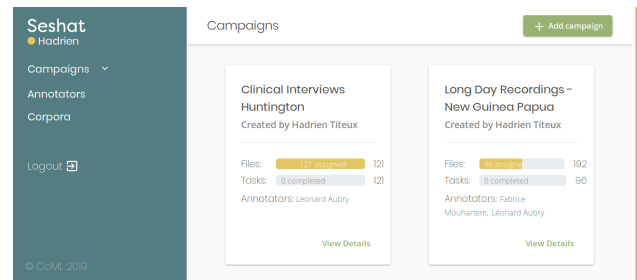 Seshat
Hadrien
Campaigns
Annotators
Corpora
Logout
© CoML 2019
Campaigns
+ Add campaign
Clinical Interviews
Huntington
Created by Hadrien Titeux
Files: 121 assigned 121
Tasks: 0 completed 121
Annotators: Léonard Aubry
View Details
Long Day Recordings -
New Guinea Papua
Created by Hadrien Titeux
Files: 96 assigne 192
Tasks: 0 completed 96
Annotators: Fabrice
Mouhartem, Léonard Aubry
View Details